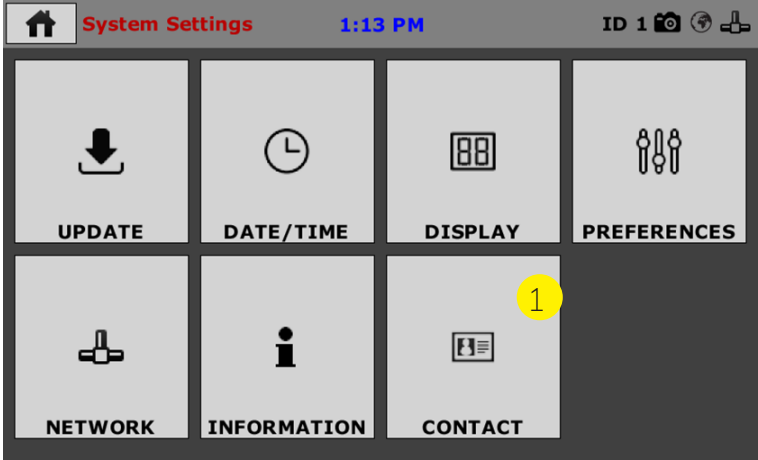 System Settings 1:13 PM ID 1
UPDATE DATE/TIME DISPLAY PREFERENCES
1
NETWORK INFORMATION CONTACT